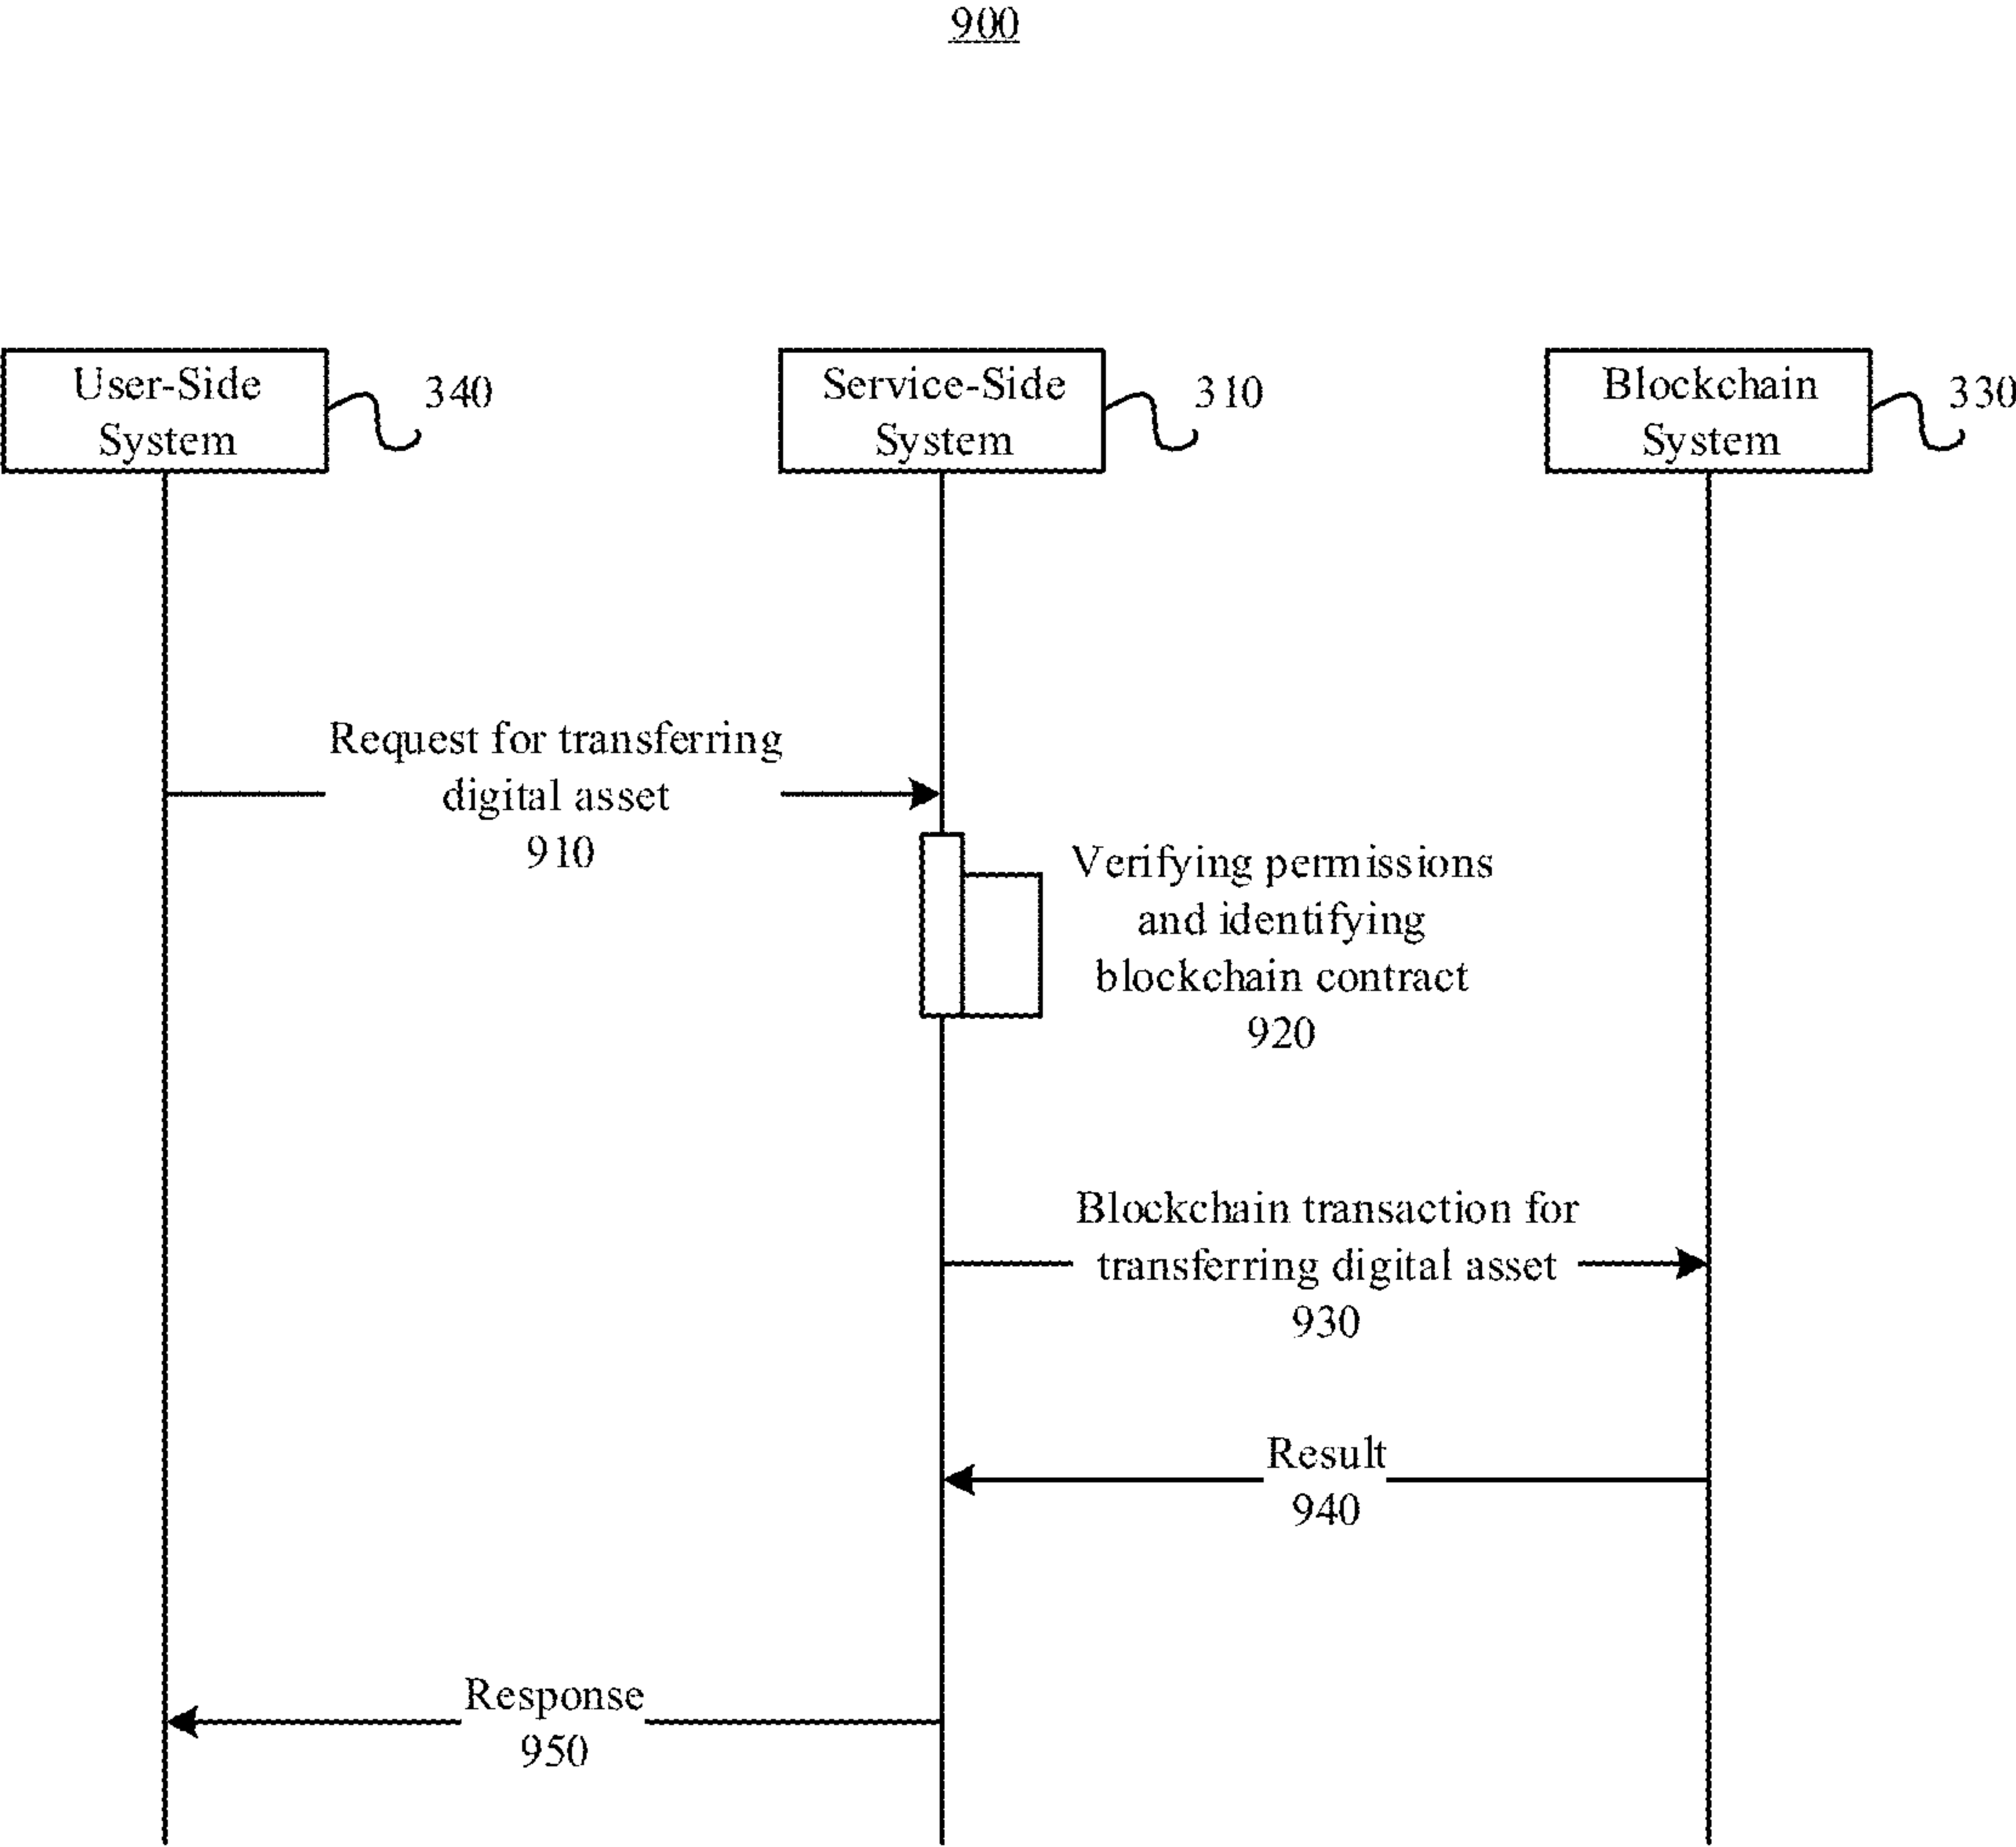 900
User-Side
System
340
Service-Side
System
310
Blockchain
System
330
Request for transferring
digital asset
910
Verifying permissions
and identifying
blockchain contract
920
Blockchain transaction for
transferring digital asset
930
Result
940
Response
950